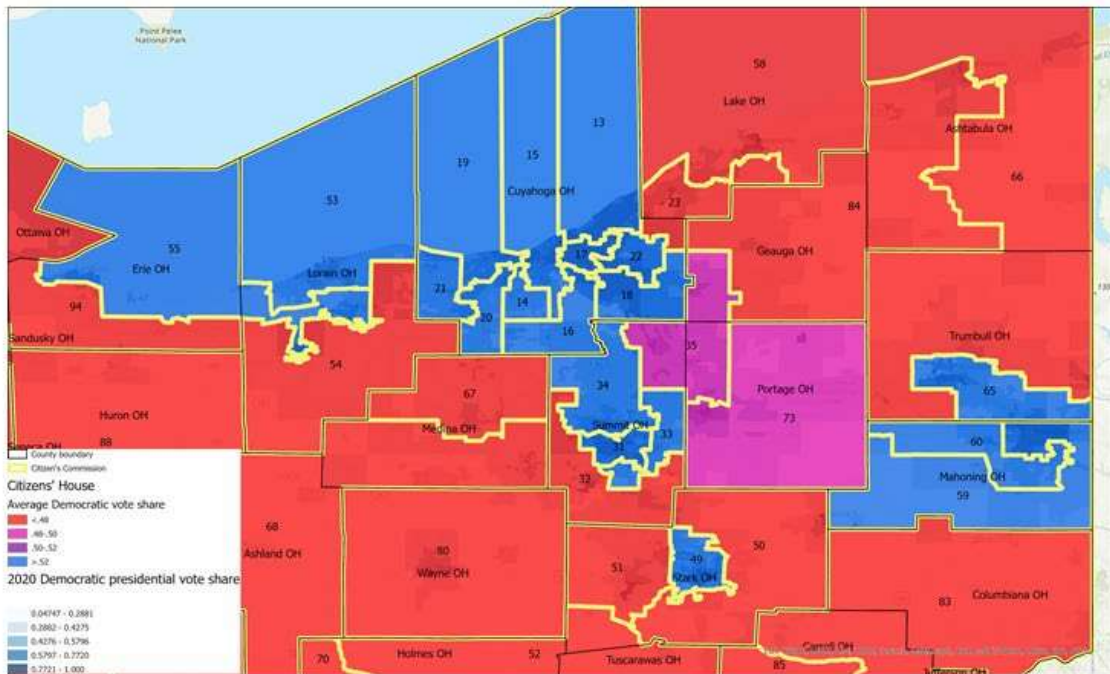 Point Pelee
National Park
58
Lake OH
13
19
15
Ashtabula OH
Cuyahoga OH
66
53
23
84
Ottawa OH
55
17
22
Geauga OH
Erie OH
Lorain OH
21
18
94
14
20
16
Sandusky OH
35
Trumbull OH
54
34
Portage OH
65
67
73
Huron OH
Medina OH
Summit OH
33
60
88
31
Mahoning OH
32
59
County boundary
Citizen's Commission
Citizens' House
Average Democratic vote share
<.48
.48-.50
.50-.52
>.52
2020 Democratic presidential vote share
0.04747 - 0.2881
0.2882 - 0.4275
0.4276 - 0.5796
0.5797 - 0.7720
0.7721 - 1.000
68
Ashland OH
80
Wayne OH
51
49
50
Stark OH
83
Columbiana OH
70
Holmes OH
52
Tuscarawas OH
Carroll OH
85
Jefferson OH